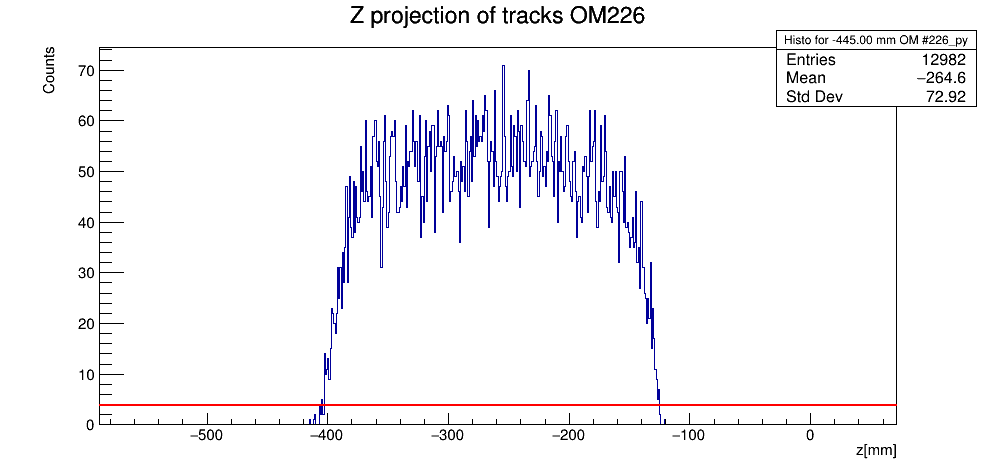 Z projection of tracks OM226
Histo for -445.00 mm OM #226_py
Entries 12982
Mean −264.6
Std Dev 72.92
Counts
70
60
50
40
30
20
10
0
−500 −400 −300 −200 −100 0
z[mm]